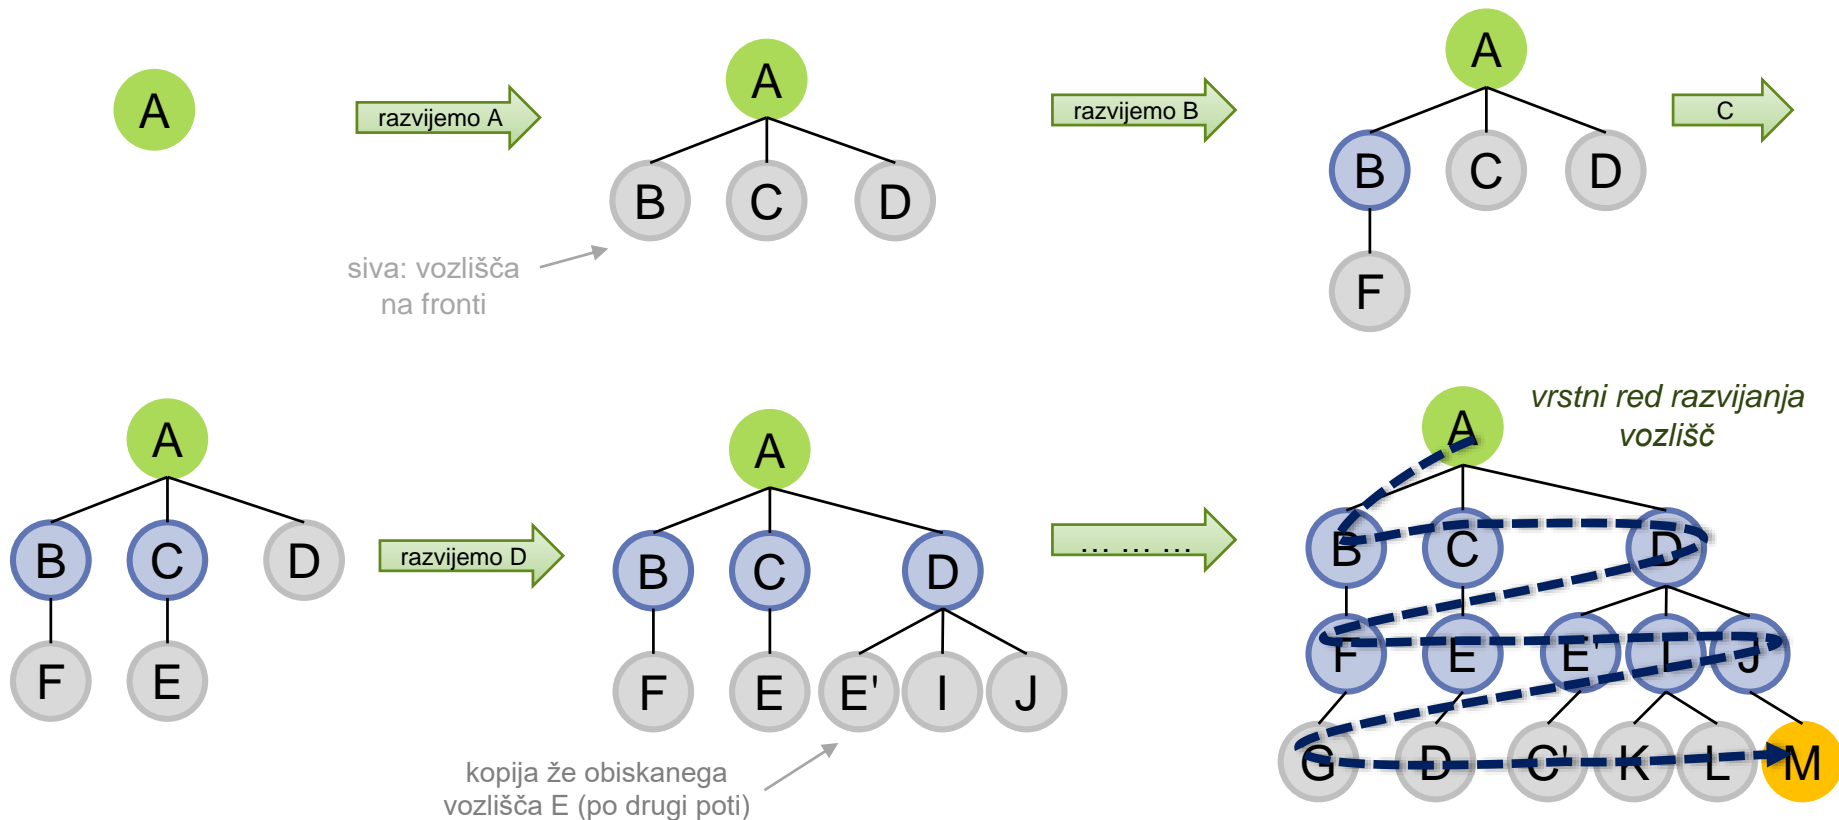 A
razvijemo A
A
B C D
siva: vozlišča
na fronti
razvijemo B
A
B C D
F
C
A
B C D
F E
razvijemo D
A
B C D
F E E' I J
kopija že obiskanega
vozlišča E (po drugi poti)
… … …
vrstni red razvijanja
vozlišč
A
B C D
F E E' I J
G D C' K L M